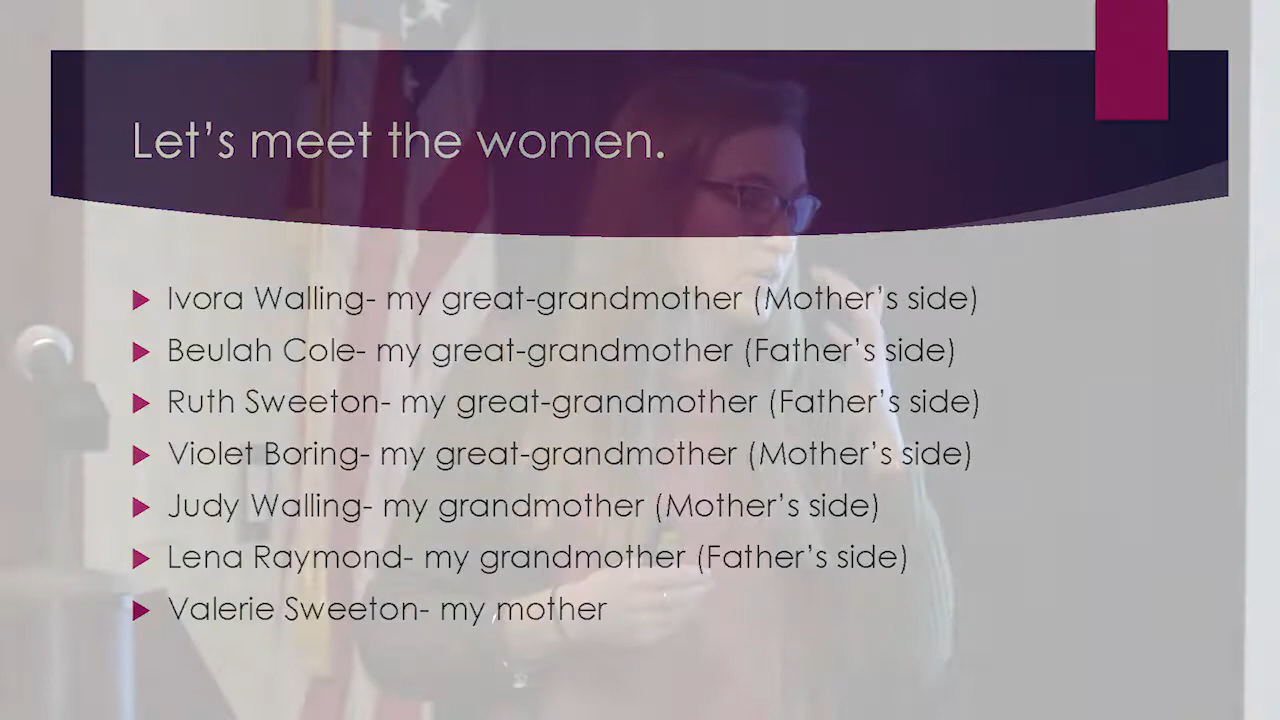 Let's meet the women.
Ivora Walling- my great-grandmother (Mother's side)
Beulah Cole- my great-grandmother (Father's side)
Ruth Sweeton- my great-grandmother (Father's side)
Violet Boring- my great-grandmother (Mother's side)
Judy Walling- my grandmother (Mother's side)
Lena Raymond- my grandmother (Father's side)
Valerie Sweeton- my mother